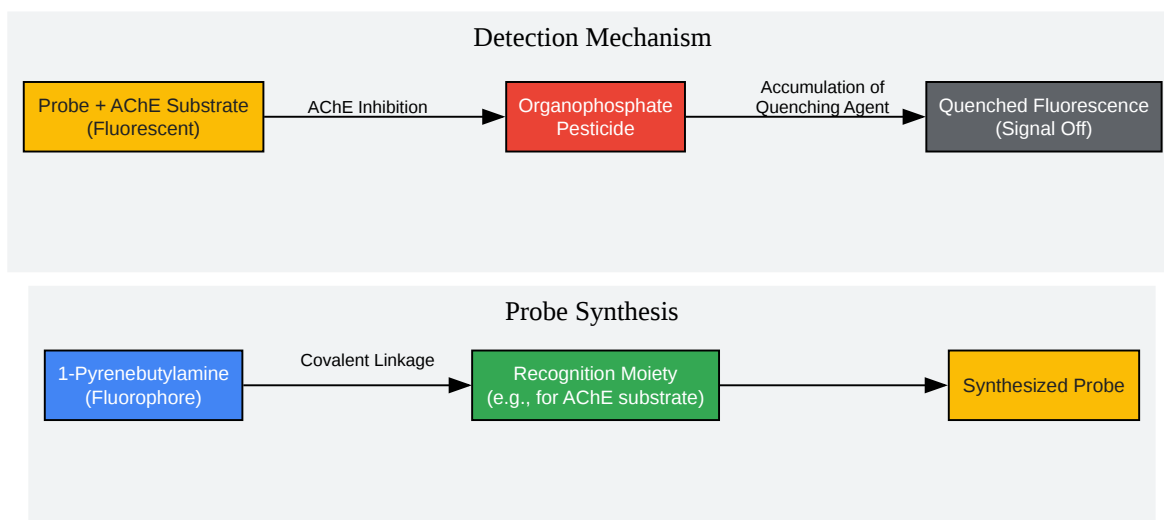 Detection Mechanism
Probe + AChE Substrate
(Fluorescent)
AChE Inhibition
Organophosphate
Pesticide
Accumulation of
Quenching Agent
Quenched Fluorescence
(Signal Off)
Probe Synthesis
1-Pyrenebutylamine
(Fluorophore)
Covalent Linkage
Recognition Moiety
(e.g., for AChE substrate)
Synthesized Probe